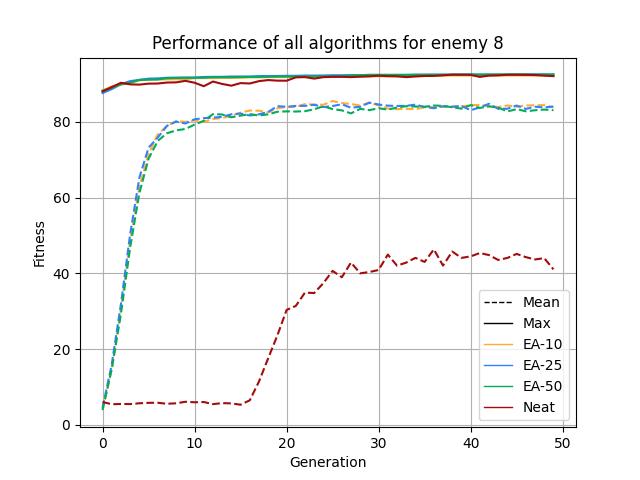 Performance of all algorithms for enemy 8
Fitness
80
60
40
20
0
0 10 20 30 40 50
Generation
Mean
Max
EA-10
EA-25
EA-50
Neat